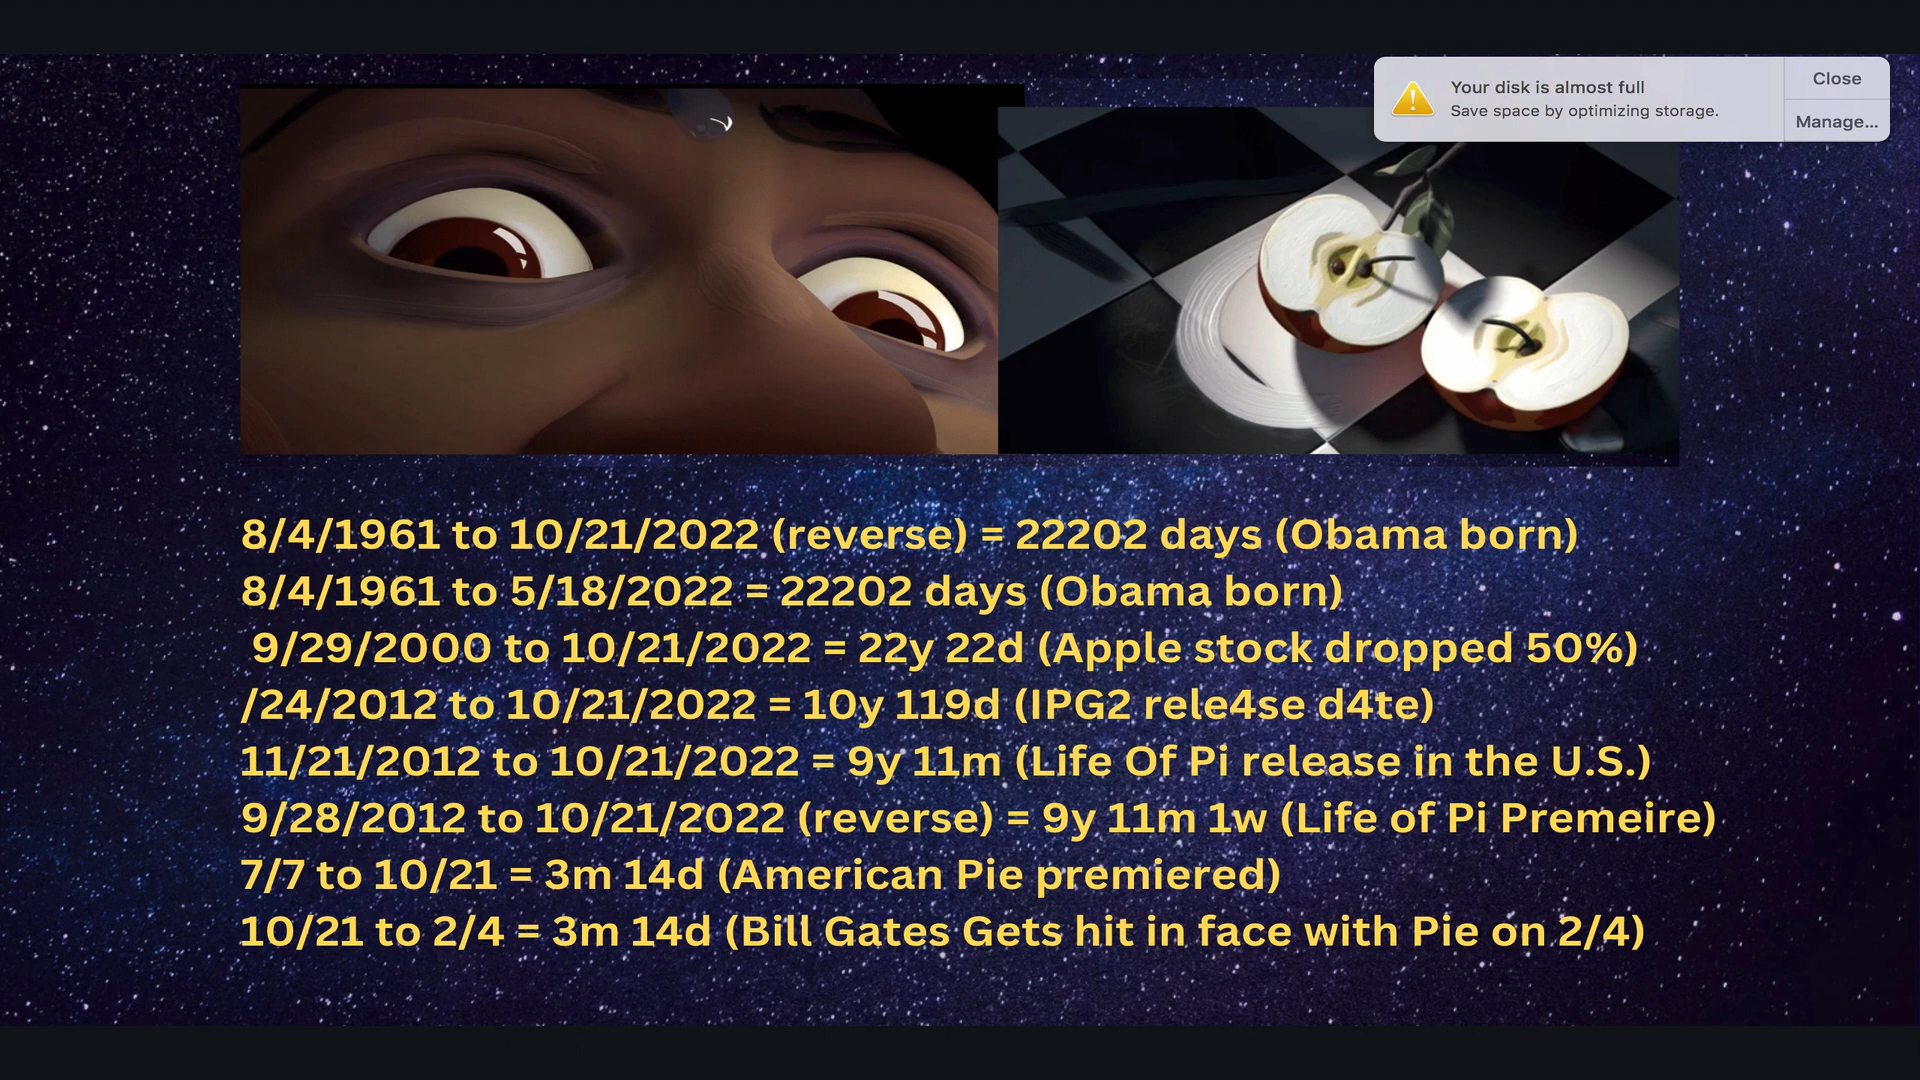 Your disk is almost full
Save space by optimizing storage.
Close
Manage...
8/4/1961 to 10/21/2022 (reverse) = 22202 days (Obama born)
8/4/1961 to 5/18/2022 = 22202 days (Obama born)
9/29/2000 to 10/21/2022 = 22y 22d (Apple stock dropped 50%)
/24/2012 to 10/21/2022 = 10y 119d (IPG2 rele4se d4te)
11/21/2012 to 10/21/2022 = 9y 11m (Life Of Pi release in the U.S.)
9/28/2012 to 10/21/2022 (reverse) = 9y 11m 1w (Life of Pi Premeire)
7/7 to 10/21 = 3m 14d (American Pie premiered)
10/21 to 2/4 = 3m 14d (Bill Gates Gets hit in face with Pie on 2/4)